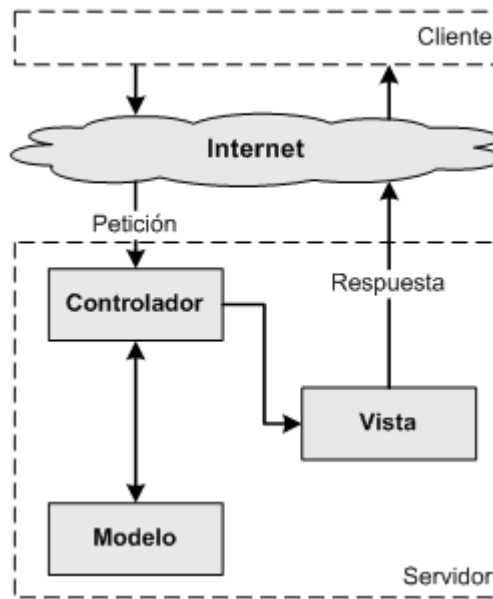 Cliente
Internet
Petición
Respuesta
Controlador
Vista
Modelo
Servidor